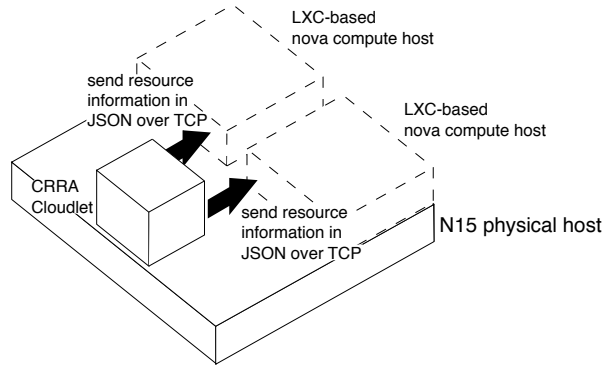 LXC-based
nova compute host
send resource
information in
JSON over TCP
LXC-based
nova compute host
CRRA
Cloudlet
send resource
information in
JSON over TCP
N15 physical host